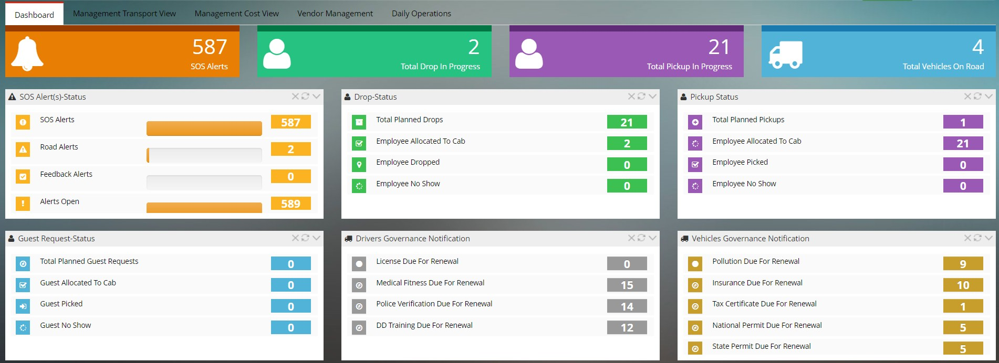 Dashboard Management Transport View Management Cost View Vendor Management Daily Operations
587
SOS Alerts
2
Total Drop In Progress
21
Total Pickup In Progress
4
Total Vehicles On Road
SOS Alert(s)-Status
SOS Alerts 587
Road Alerts 2
Feedback Alerts 0
Alerts Open 589
Drop-Status
Total Planned Drops 21
Employee Allocated To Cab 2
Employee Dropped 0
Employee No Show 0
Pickup Status
Total Planned Pickups 1
Employee Allocated To Cab 21
Employee Picked 0
Employee No Show 0
Guest Request-Status
Total Planned Guest Requests 0
Guest Allocated To Cab 0
Guest Picked 0
Guest No Show 0
Drivers Governance Notification
License Due For Renewal 0
Medical Fitness Due For Renewal 15
Police Verification Due For Renewal 14
DD Training Due For Renewal 12
Vehicles Governance Notification
Pollution Due For Renewal 9
Insurance Due For Renewal 10
Tax Certificate Due For Renewal 1
National Permit Due For Renewal 5
State Permit Due For Renewal 5